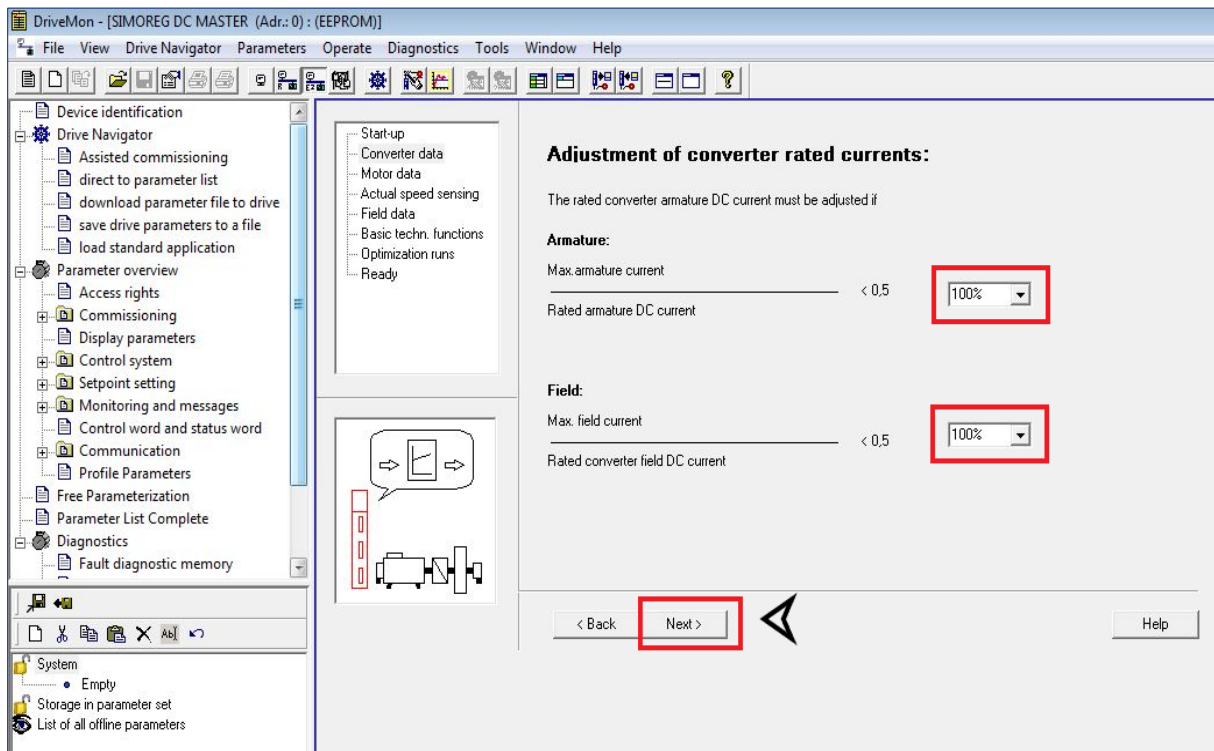 DriveMon - [SIMOREG DC MASTER (Adr.: 0) : (EEPROM)]
File View Drive Navigator Parameters Operate Diagnostics Tools Window Help
Device identification
Drive Navigator
Assisted commissioning
direct to parameter list
download parameter file to drive
save drive parameters to a file
load standard application
Parameter overview
Access rights
Commissioning
Display parameters
Control system
Setpoint setting
Monitoring and messages
Control word and status word
Communication
Profile Parameters
Free Parameterization
Parameter List Complete
Diagnostics
Fault diagnostic memory
System
Empty
Storage in parameter set
List of all offline parameters
Start-up
Converter data
Motor data
Actual speed sensing
Field data
Basic techn. functions
Optimization runs
Ready
Adjustment of converter rated currents:
The rated converter armature DC current must be adjusted if
Armature:
Max.armature current
< 0,5 100%
Rated armature DC current
Field:
Max. field current
< 0,5 100%
Rated converter field DC current
< Back Next > Help